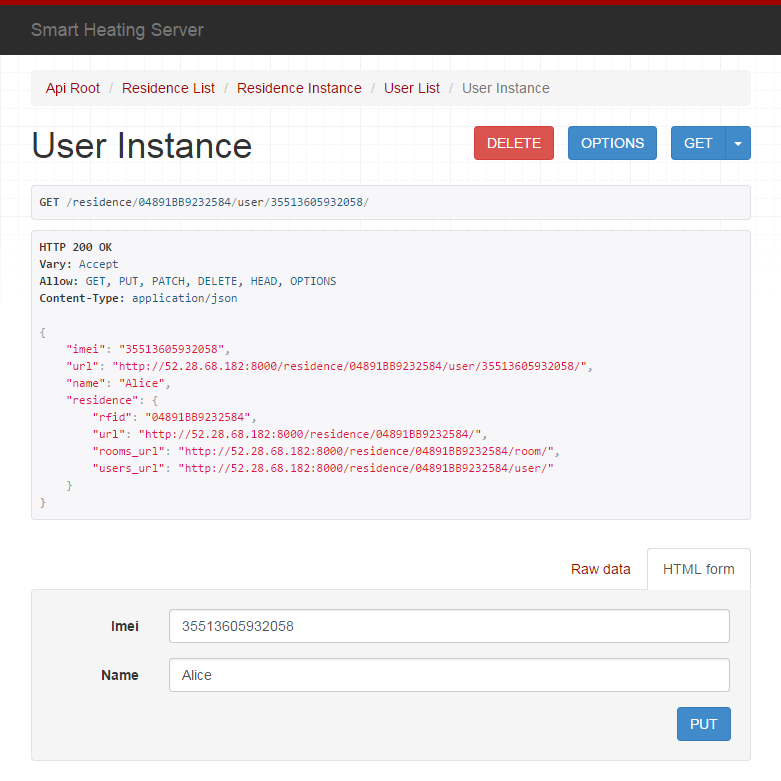 Smart Heating Server
Api Root / Residence List / Residence Instance / User List / User Instance
User Instance
DELETE OPTIONS GET
GET /residence/04891BB9232584/user/35513605932058/
HTTP 200 OK
Vary: Accept
Allow: GET, PUT, PATCH, DELETE, HEAD, OPTIONS
Content-Type: application/json
{
"imei": "35513605932058",
"url": "http://52.28.68.182:8000/residence/04891BB9232584/user/35513605932058/",
"name": "Alice",
"residence": {
"rfid": "04891BB9232584",
"url": "http://52.28.68.182:8000/residence/04891BB9232584/",
"rooms_url": "http://52.28.68.182:8000/residence/04891BB9232584/room/",
"users_url": "http://52.28.68.182:8000/residence/04891BB9232584/user/"
}
}
Raw data HTML form
Imei 35513605932058
Name Alice
PUT